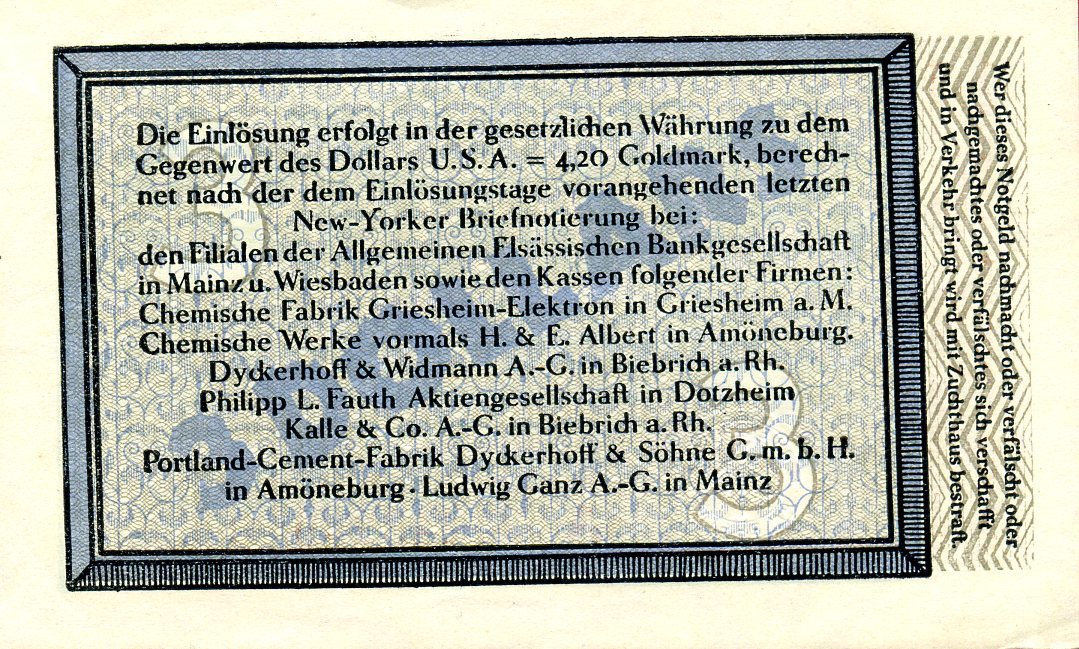 Die Einlösung erfolgt in der gesetzlichen Währung zu dem
Gegenwert des Dollars U.S.A. = 4,20 Goldmark, berech-
net nach der dem Einlösungstage vorangehenden letzten
New-Yorker Briefnotierung bei:
den Filialen der Allgemeinen Elsässischen Bankgesellschaft
in Mainz u. Wiesbaden sowie den Kassen folgender Firmen:
Chemische Fabrik Griesheim-Elektron in Griesheim a. M.
Chemische Werke vormals H. & E. Albert in Amöneburg.
Dyckerhoff & Widmann A.-G. in Biebrich a. Rh.
Philipp L. Fauth Aktiengesellschaft in Dotzheim
Kalle & Co. A.-G. in Biebrich a. Rh.
Portland-Cement-Fabrik Dyckerhoff & Söhne G. m. b. H.
in Amöneburg · Ludwig Ganz A.-G. in Mainz
3
Wer dieses Notgeld nachmacht oder verfälscht oder
nachgemachtes oder verfälschtes sich verschafft
und in Verkehr bringt wird mit Zuchthaus bestraft.